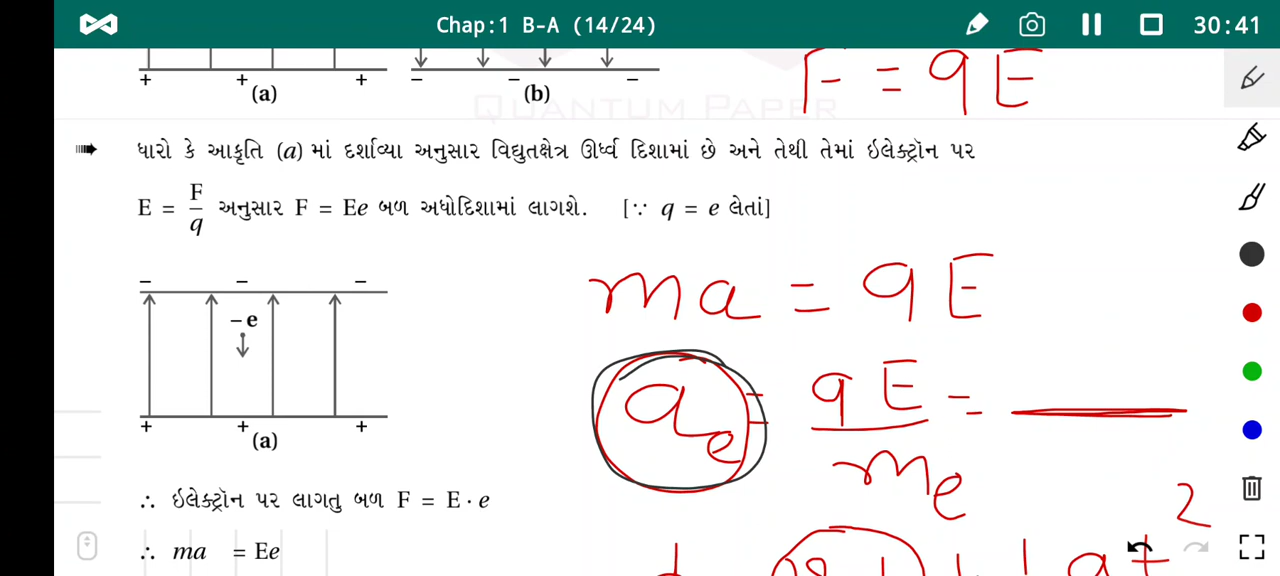 Chap:1 B-A (14/24)
30:41
+ + +
(a)
− − −
(b)
QUANTUM PAPER
F = qE
ધારો કે આકૃતિ (a) માં દર્શાવ્યા અનુસાર વિદ્યુતક્ષેત્ર ઊર્ધ્વ દિશામાં છે અને તેથી તેમાં ઇલેક્ટ્રૉન પર
E = F/q અનુસાર F = Ee બળ અધોદિશામાં લાગશે. [∵ q = e લેતાં]
ma = qE
− − −
−e
a_e = qE/m_e =
+ + +
(a)
∴ ઇલેક્ટ્રૉન પર લાગતુ બળ F = E · e
∴ ma = Ee